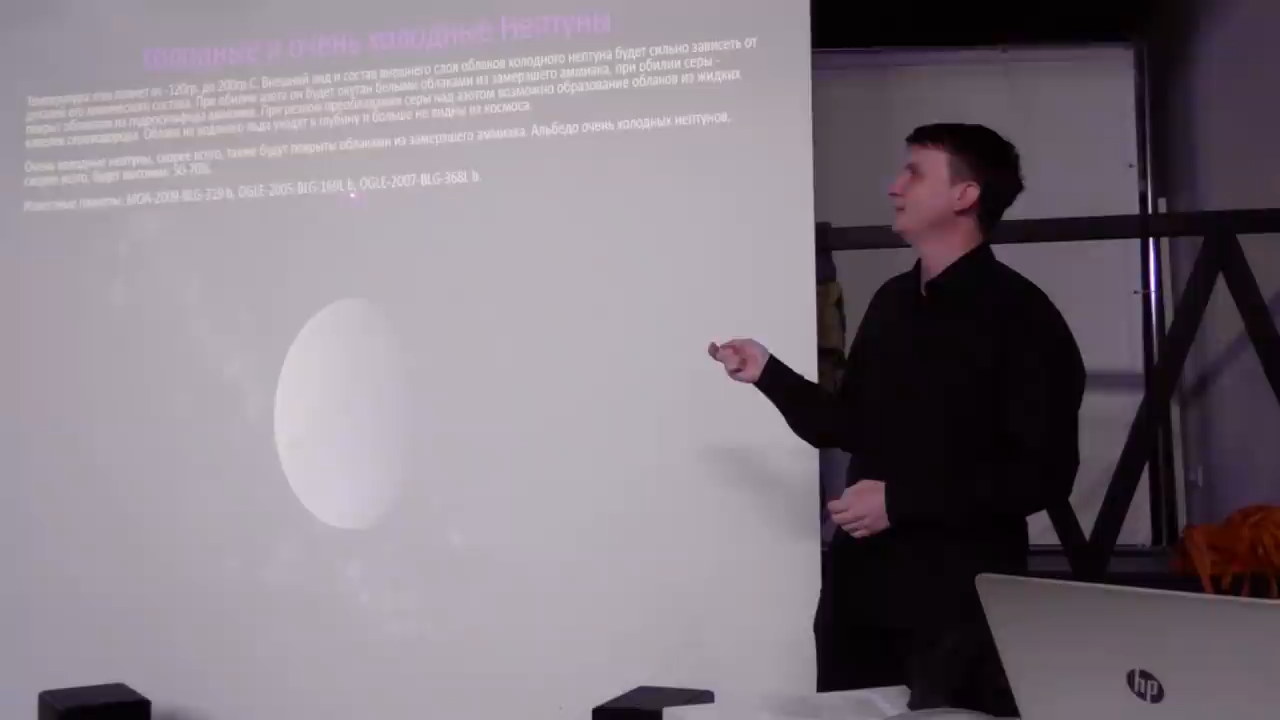 Холодные и очень холодные Нептуны
Температура этих планет от -120гр. до 200гр С. Внешний вид и состав внешнего слоя облаков холодного нептуна будет сильно зависеть от
деталей его химического состава. При обилии азота он будет окутан белыми облаками из замерзшего аммиака, при обилии серы -
покрыт облаками из гидросульфида аммония. При резком преобладании серы над азотом возможно образование облаков из жидких
капелек сероводорода. Облака из водяного льда уходят в глубину и больше не видны из космоса.
Очень холодные нептуны, скорее всего, также будут покрыты облаками из замерзшего аммиака. Альбедо очень холодных нептунов,
скорее всего, будет высоким: 50-70%.
Известные планеты: MOA-2009-BLG-319 b, OGLE-2005-BLG-169L b, OGLE-2007-BLG-368L b.
hp